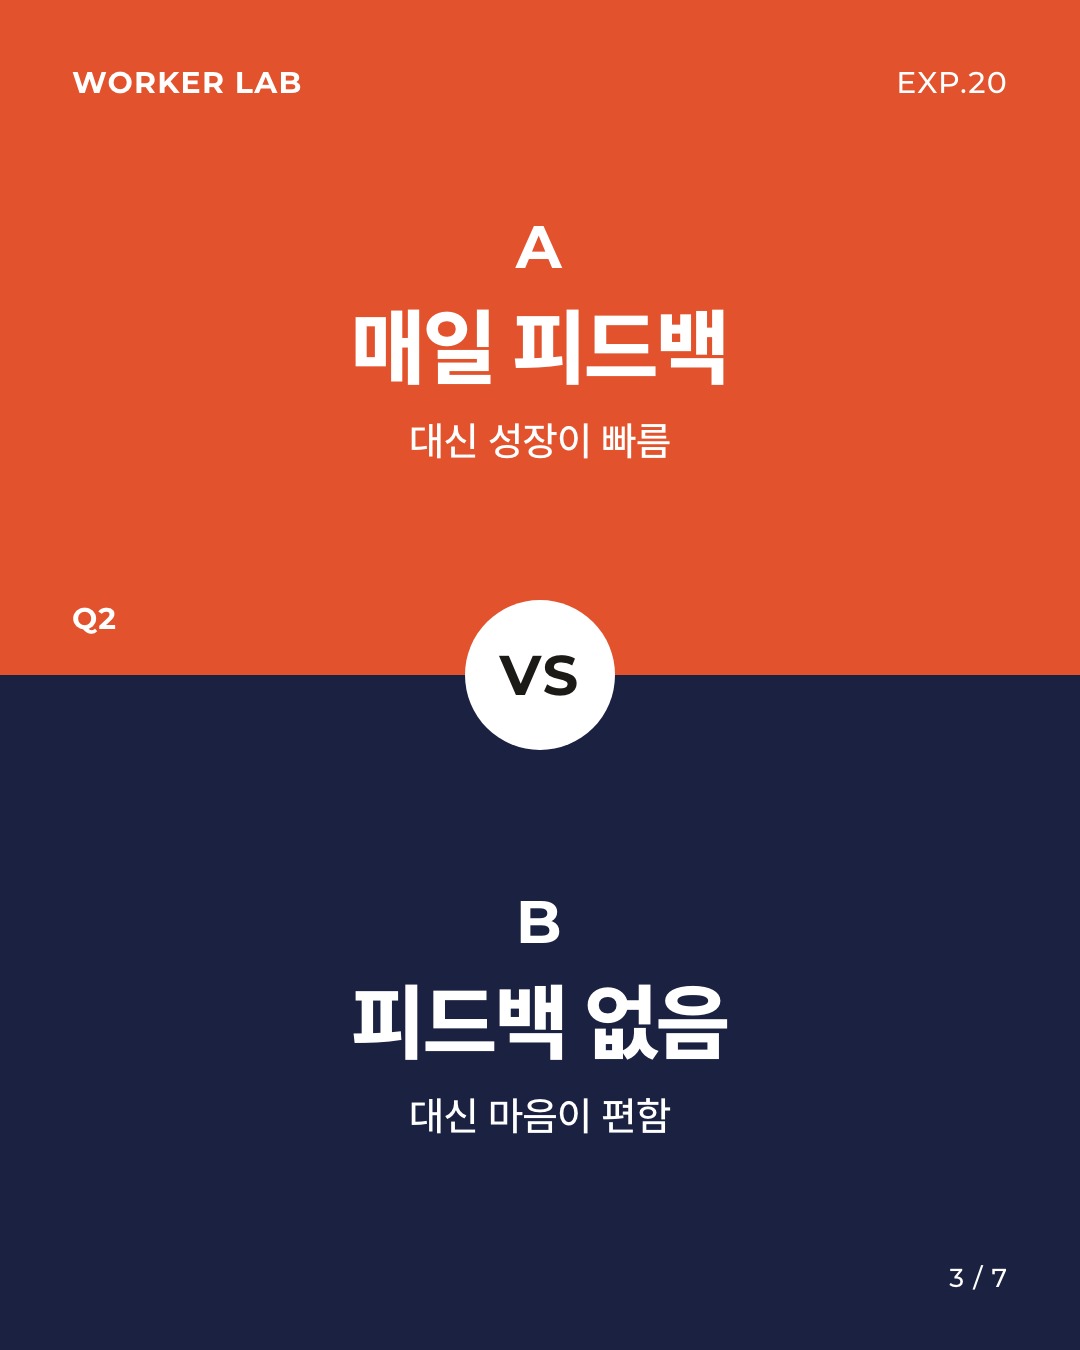 WORKER LAB
EXP.20
A
매일 피드백
대신 성장이 빠름
Q2
VS
B
피드백 없음
대신 마음이 편함
3 / 7